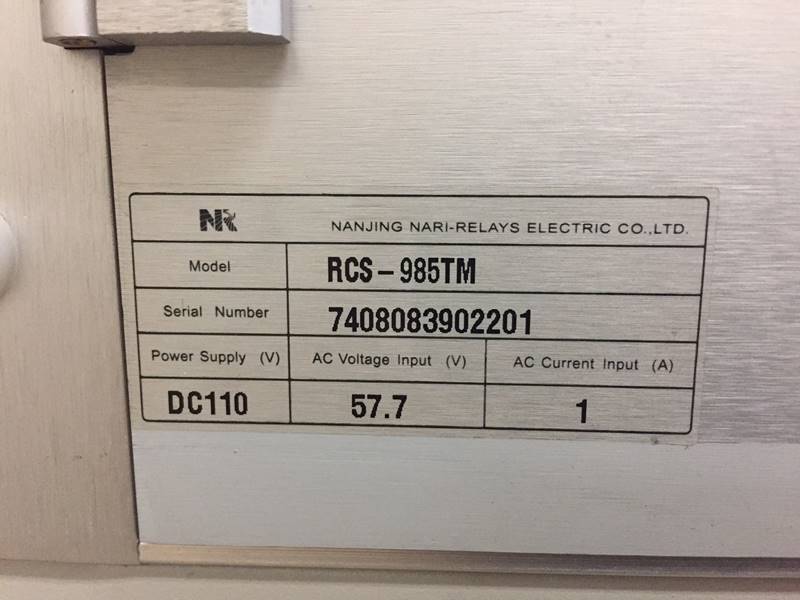 NR NANJING NARI-RELAYS ELECTRIC CO.,LTD.
Model RCS-985TM
Serial Number 7408083902201
Power Supply (V) AC Voltage Input (V) AC Current Input (A)
DC110 57.7 1